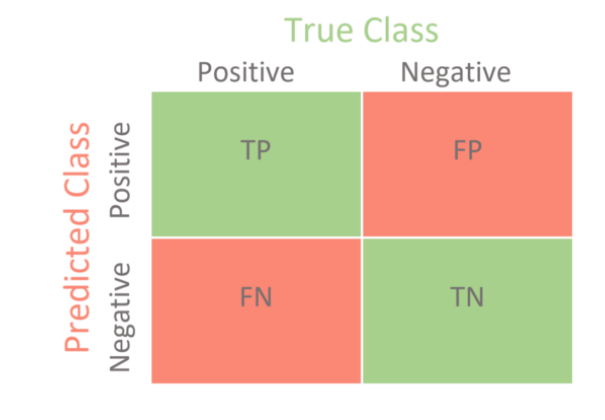 True Class
Positive Negative
Predicted Class
Positive
TP FP
Negative
FN TN